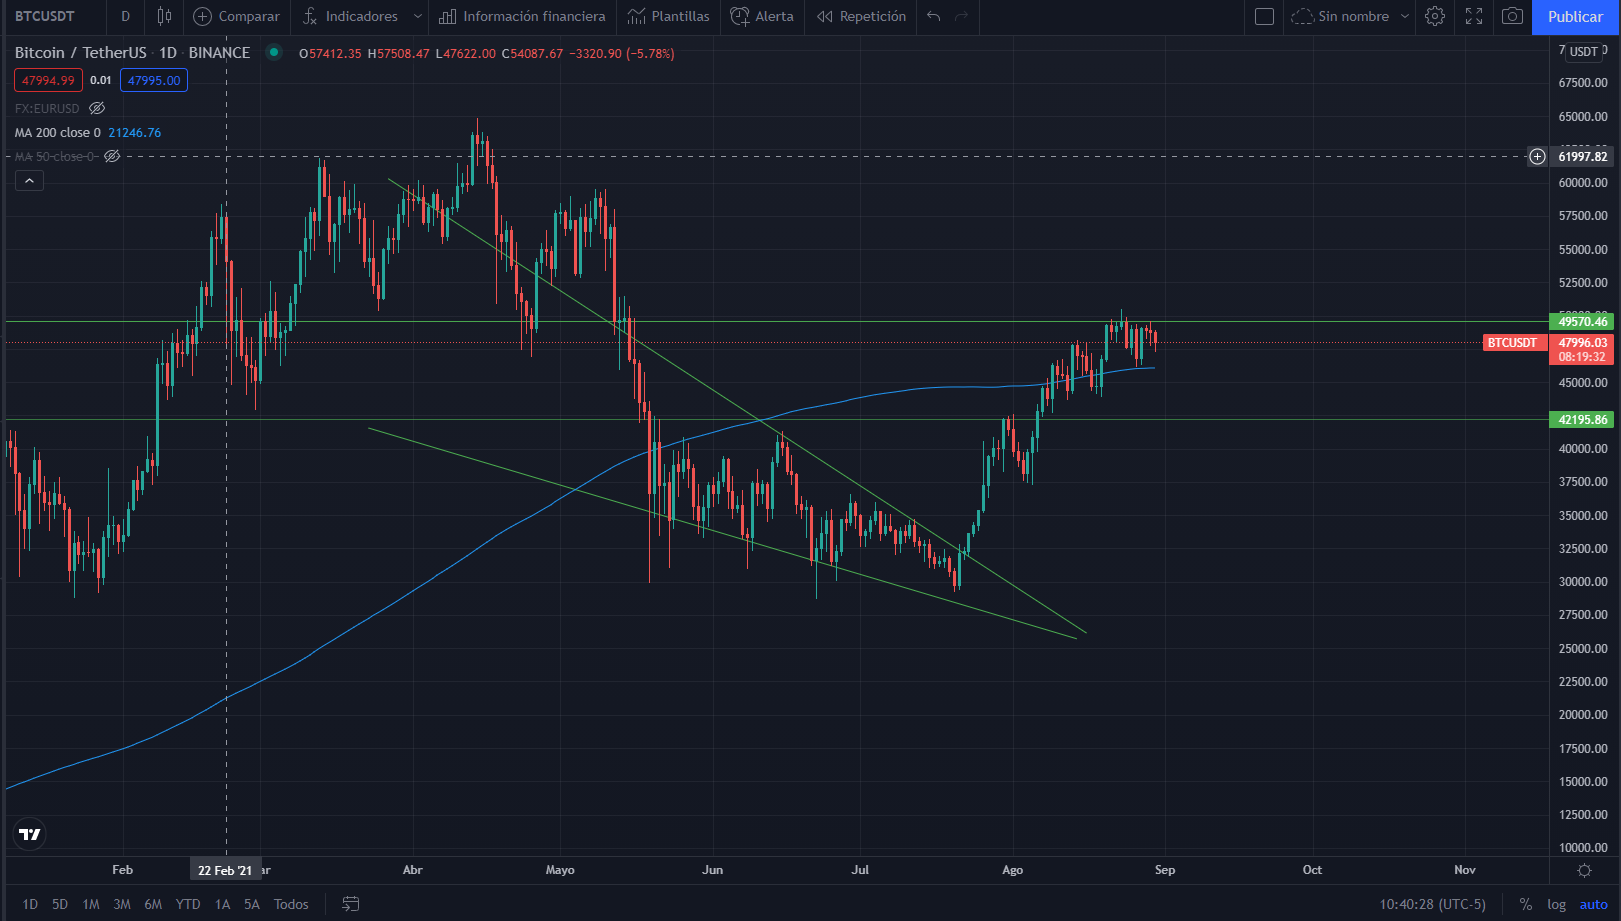 BTCUSDT D Comparar Indicadores Información financiera Plantillas Alerta Repetición Sin nombre Publicar
Bitcoin / TetherUS · 1D · BINANCE O57412.35 H57508.47 L47622.00 C54087.67 −3320.90 (−5.78%)
USDT
47994.99 0.01 47995.00
67500.00
FX:EURUSD
65000.00
MA 200 close 0 21246.76
MA 50 close 0
61997.82
60000.00
57500.00
55000.00
52500.00
49570.46
BTCUSDT 47996.03
08:19:32
45000.00
42195.86
40000.00
37500.00
35000.00
32500.00
30000.00
27500.00
25000.00
22500.00
20000.00
17500.00
15000.00
12500.00
10000.00
Feb 22 Feb '21 ar Abr Mayo Jun Jul Ago Sep Oct Nov
1D 5D 1M 3M 6M YTD 1A 5A Todos 10:40:28 (UTC-5) % log auto